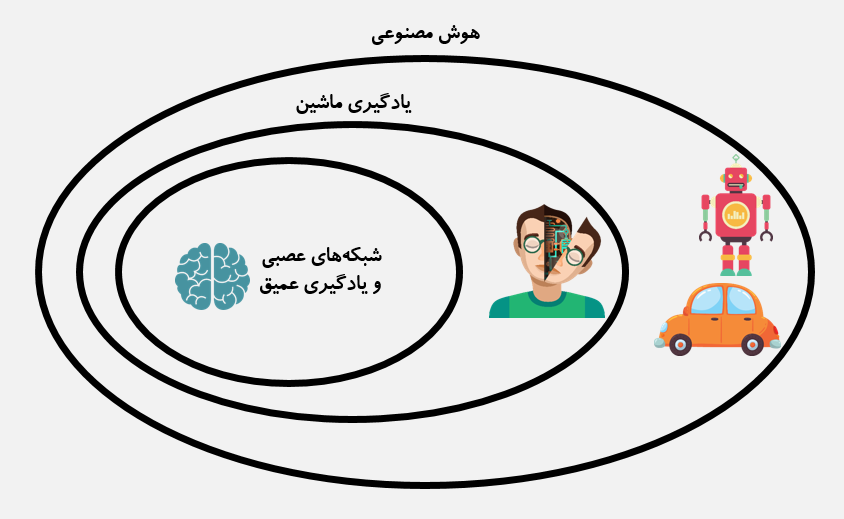 هوش مصنوعی
یادگیری ماشین
شبکه‌های عصبی
و یادگیری عمیق